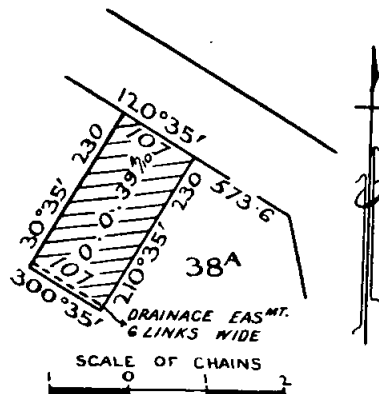 120°35'
107
230
30°35'
0.0.39 4/10
230
573.6
210°35'
38A
107
300°35'
DRAINAGE EASMT.
6 LINKS WIDE
SCALE OF CHAINS
1 0 1 2